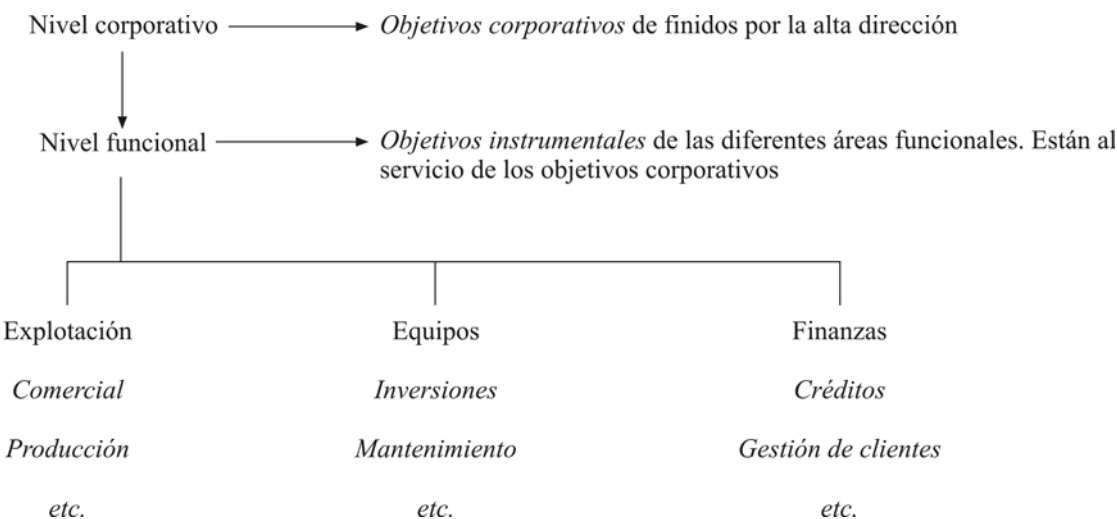 Nivel corporativo Objetivos corporativos de finidos por la alta dirección
Nivel funcional Objetivos instrumentales de las diferentes áreas funcionales. Están al
servicio de los objetivos corporativos
Explotación Equipos Finanzas
Comercial Inversiones Créditos
Producción Mantenimiento Gestión de clientes
etc. etc. etc.